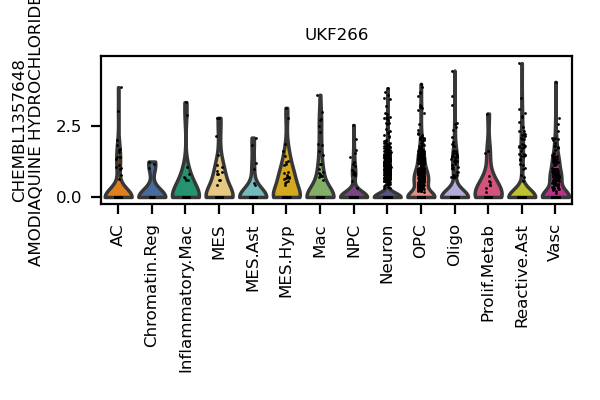 UKF266
CHEMBL1357648
AMODIAQUINE HYDROCHLORIDE
2.5
0.0
AC
Chromatin.Reg
Inflammatory.Mac
MES
MES.Ast
MES.Hyp
Mac
NPC
Neuron
OPC
Oligo
Prolif.Metab
Reactive.Ast
Vasc